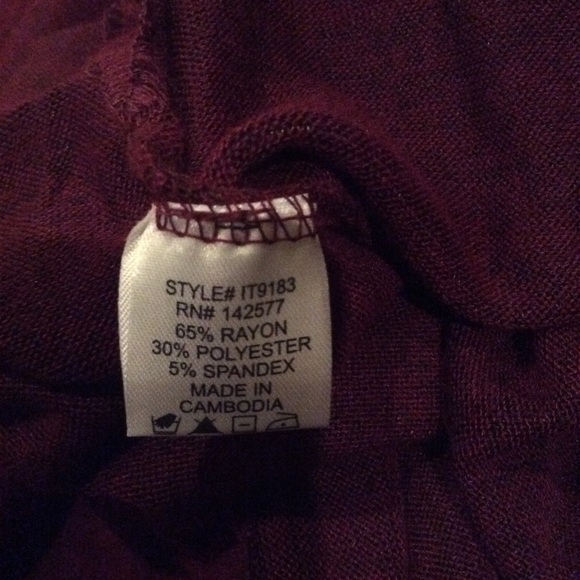 STYLE# IT9183
RN# 142577
65% RAYON
30% POLYESTER
5% SPANDEX
MADE IN
CAMBODIA